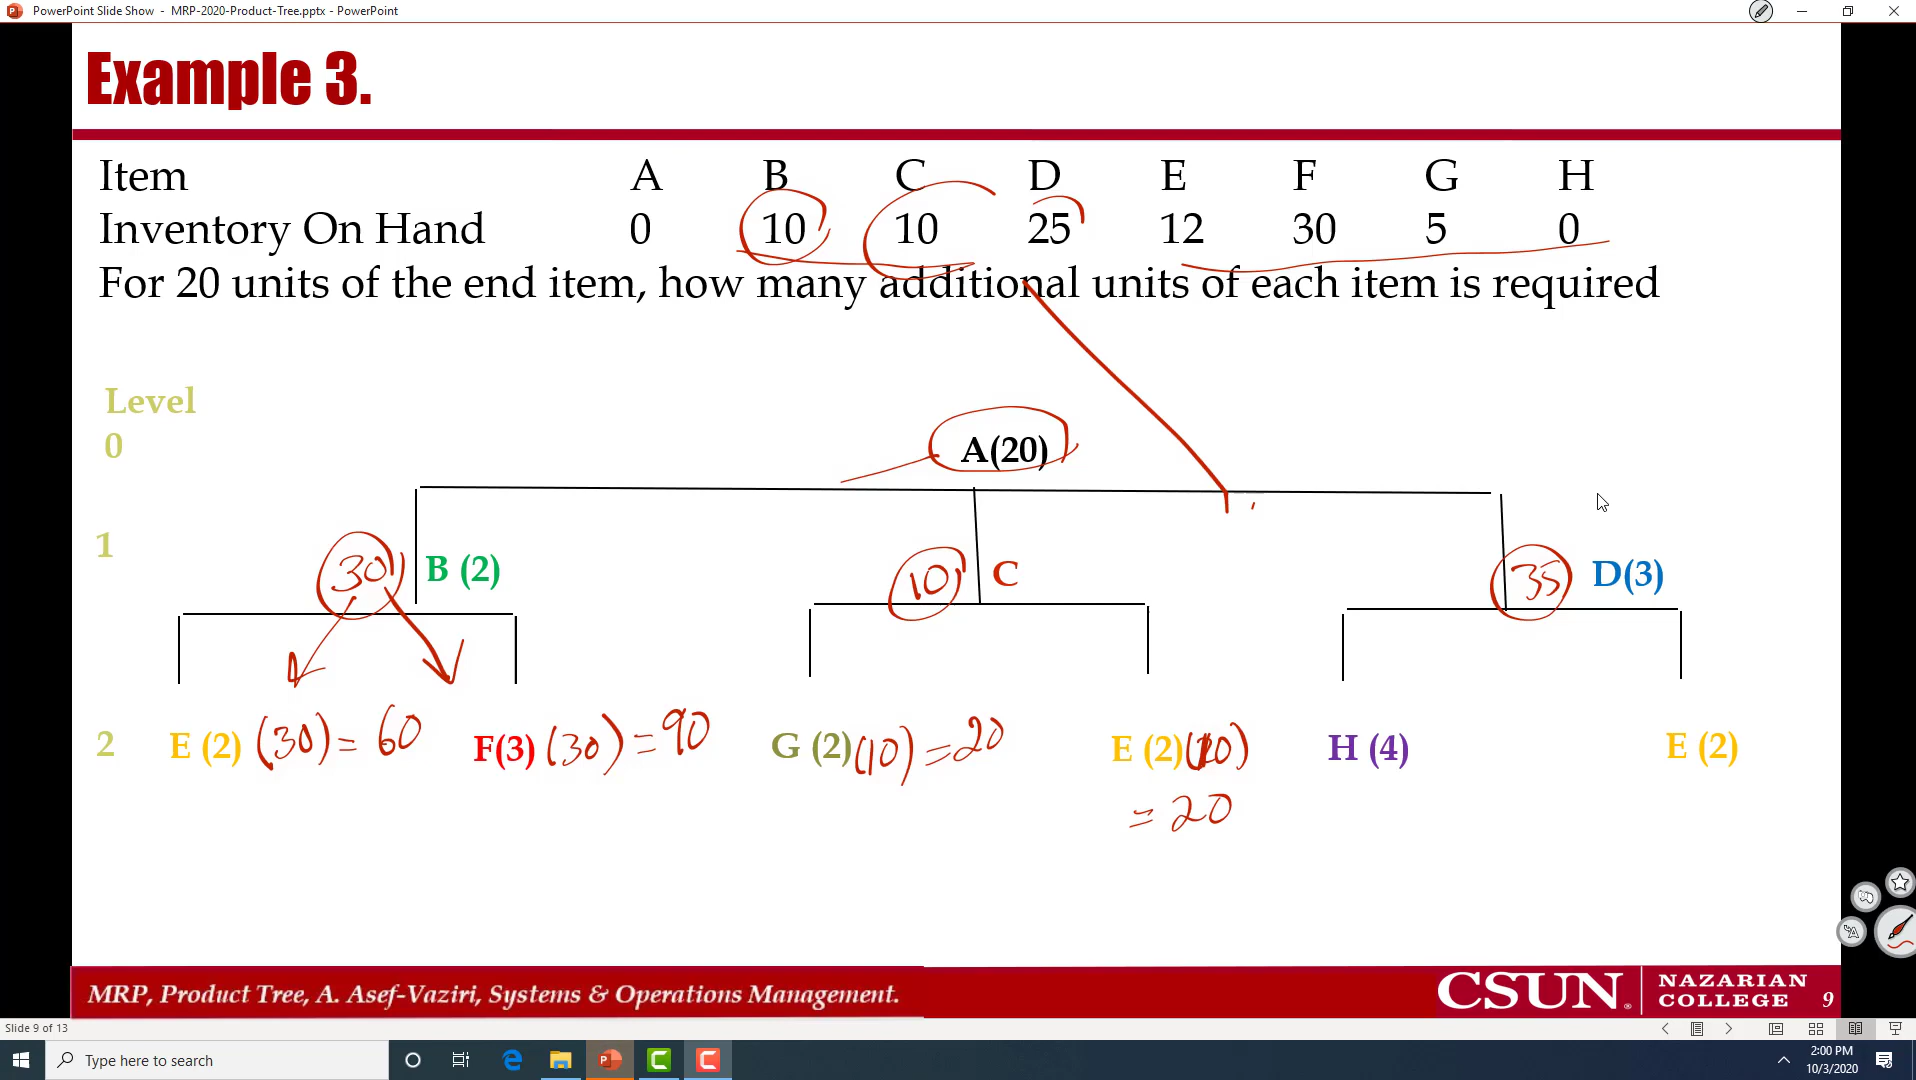 PowerPoint Slide Show - MRP-2020-Product-Tree.pptx - PowerPoint
Example 3.
Item A B C D E F G H
Inventory On Hand 0 10 10 25 12 30 5 0
For 20 units of the end item, how many additional units of each item is required
Level
0
A(20)
1
30 B (2) 10 C 35 D(3)
2 E (2) (30) = 60 F(3) (30) = 90 G (2) (10) = 20 E (2) (10) H (4) E (2)
= 20
MRP, Product Tree, A. Asef-Vaziri, Systems & Operations Management.
CSUN NAZARIAN
COLLEGE 9
Slide 9 of 13
Type here to search
2:00 PM
10/3/2020